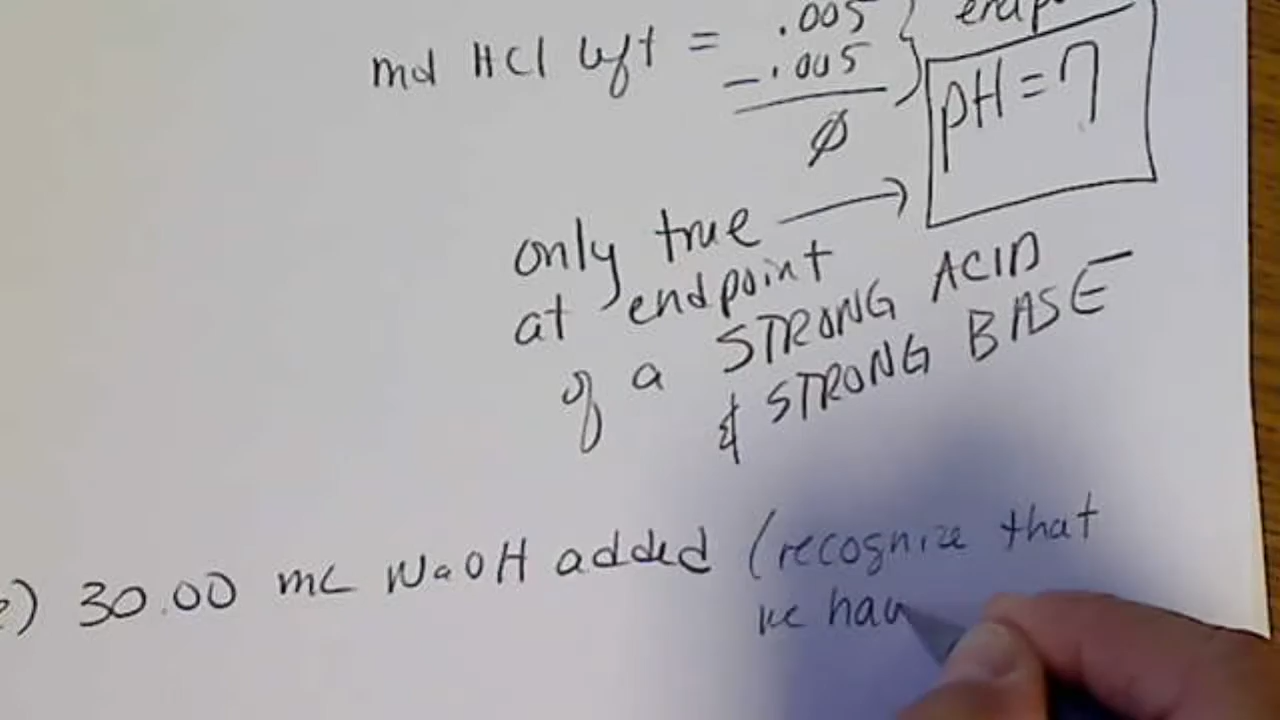 .005
mol HCl left = -.005
ø
pH = 7
only true →
at endpoint
of a STRONG ACID
& STRONG BASE
e) 30.00 mL NaOH added (recognize that
we hav